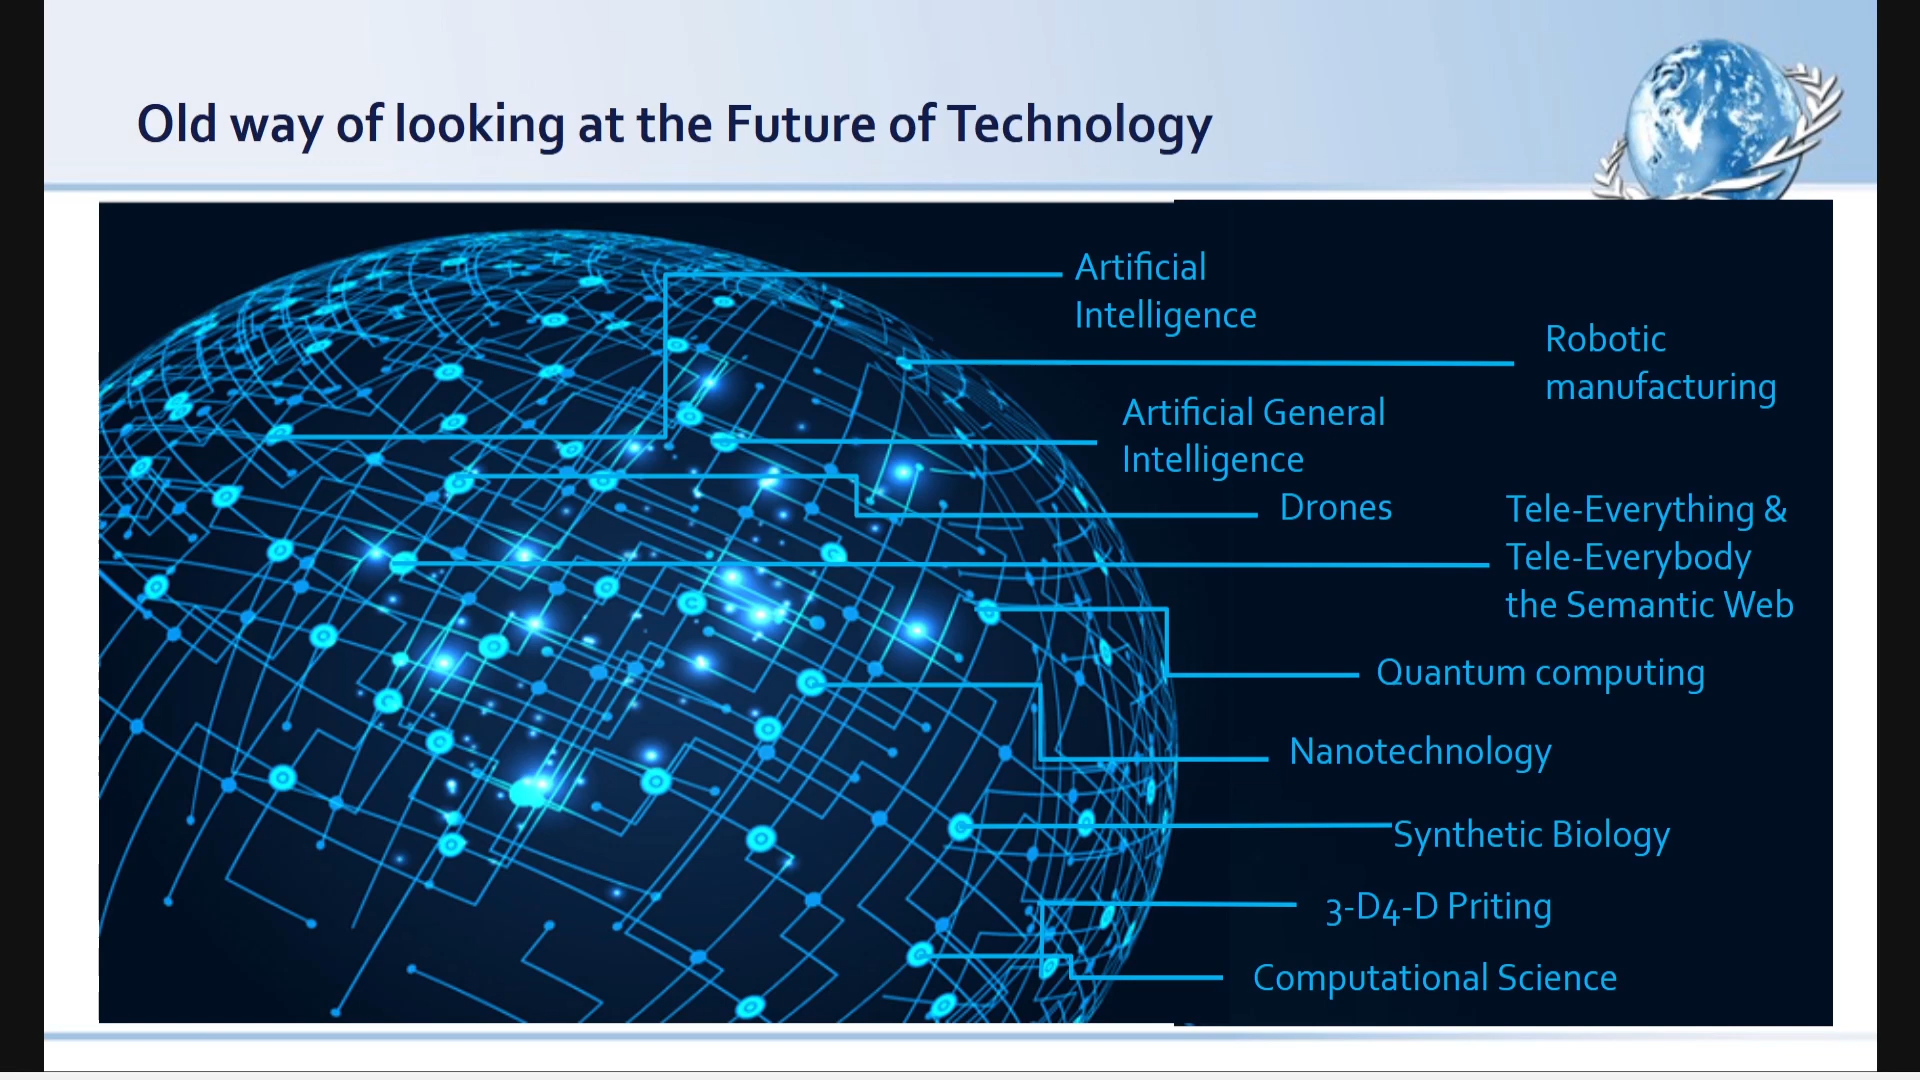 Old way of looking at the Future of Technology
Artificial
Intelligence
Robotic
manufacturing
Artificial General
Intelligence
Drones
Tele-Everything &
Tele-Everybody
the Semantic Web
Quantum computing
Nanotechnology
Synthetic Biology
3-D4-D Priting
Computational Science